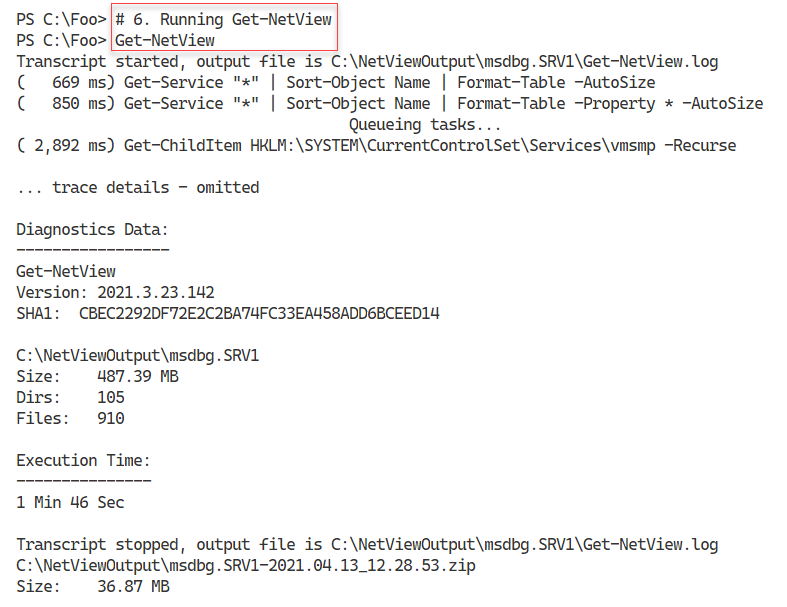 PS C:\Foo> # 6. Running Get-NetView
PS C:\Foo> Get-NetView
Transcript started, output file is C:\NetViewOutput\msdbg.SRV1\Get-NetView.log
(   669 ms) Get-Service "*" | Sort-Object Name | Format-Table -AutoSize
(   850 ms) Get-Service "*" | Sort-Object Name | Format-Table -Property * -AutoSize
Queueing tasks...
( 2,892 ms) Get-ChildItem HKLM:\SYSTEM\CurrentControlSet\Services\vmsmp -Recurse
... trace details - omitted
Diagnostics Data:
-----------------
Get-NetView
Version: 2021.3.23.142
SHA1:  CBEC2292DF72E2C2BA74FC33EA458ADD6BCEED14
C:\NetViewOutput\msdbg.SRV1
Size:    487.39 MB
Dirs:    105
Files:   910
Execution Time:
---------------
1 Min 46 Sec
Transcript stopped, output file is C:\NetViewOutput\msdbg.SRV1\Get-NetView.log
C:\NetViewOutput\msdbg.SRV1-2021.04.13_12.28.53.zip
Size:    36.87 MB